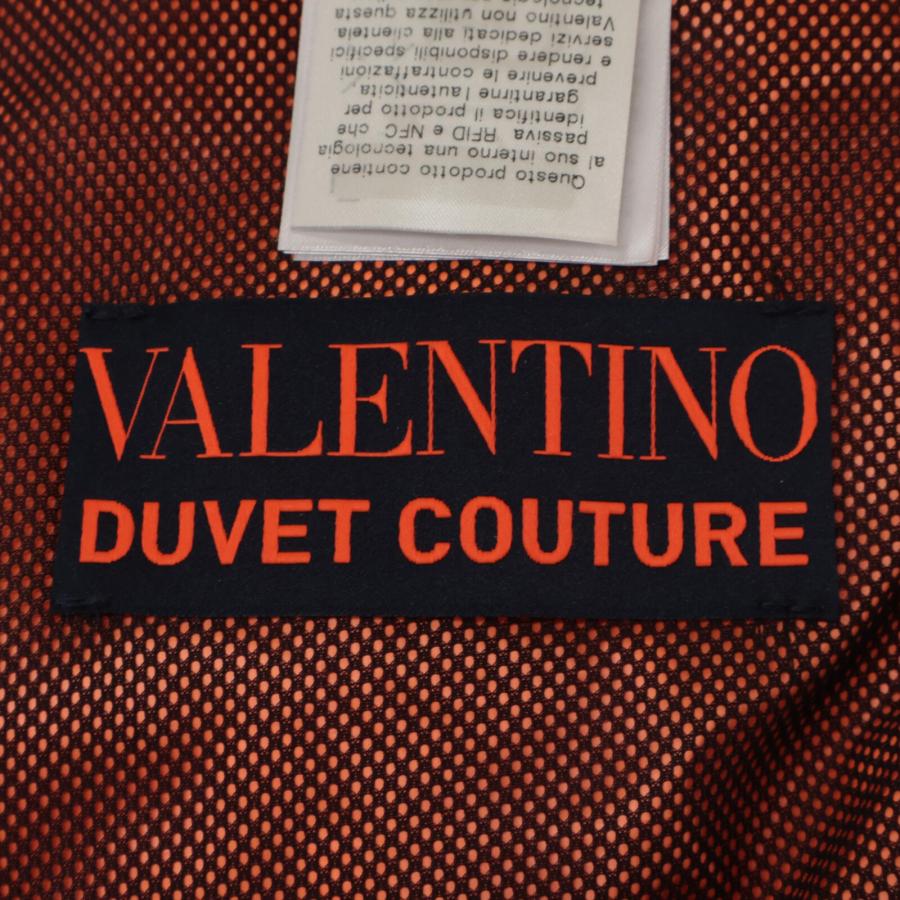 Questo prodotto contiene
al suo interno una tecnologia
passiva RFID e NFC che
identifica il prodotto per
garantirne l'autenticità
prevenire le contraffazioni
e rendere disponibili specifici
servizi dedicati alla clientela
Valentino non utilizza questa
VALENTINO
DUVET COUTURE